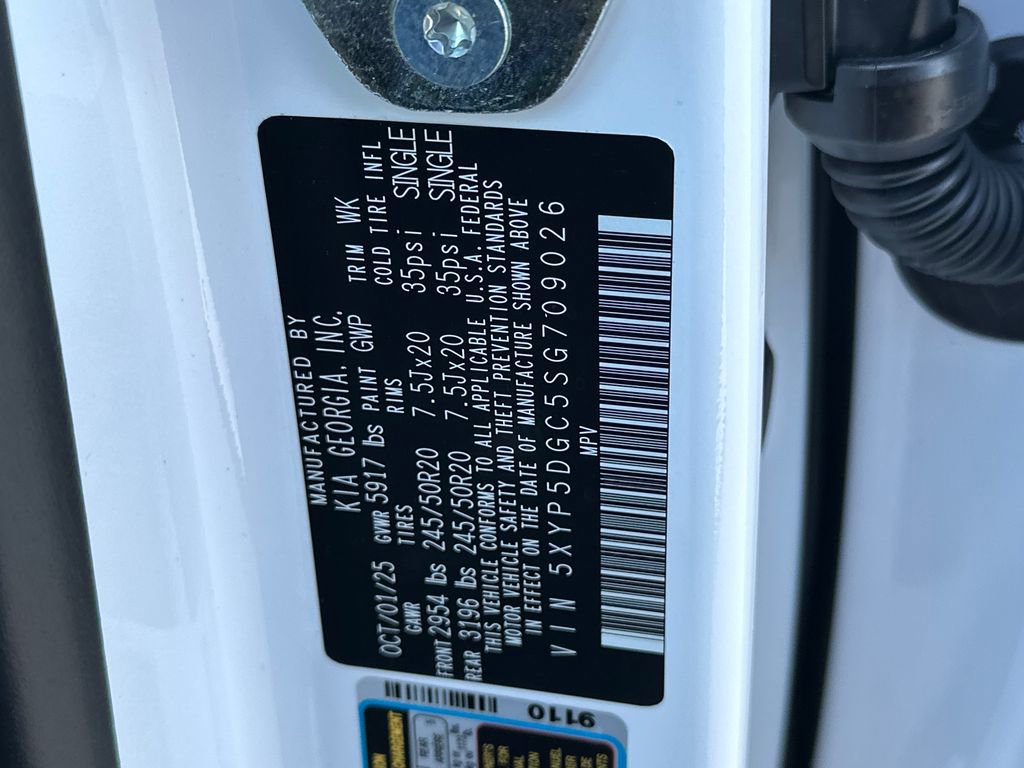 MANUFACTURED BY
KIA GEORGIA, INC.
OCT/01/25 GVWR 5917 lbs PAINT GWP TRIM WK
GAWR TIRES RIMS COLD TIRE INFL
FRONT 2954 lbs 245/50R20 7.5Jx20 35psi SINGLE
REAR 3196 lbs 245/50R20 7.5Jx20 35psi SINGLE
THIS VEHICLE CONFORMS TO ALL APPLICABLE U.S.A. FEDERAL
MOTOR VEHICLE SAFETY AND THEFT PREVENTION STANDARDS
IN EFFECT ON THE DATE OF MANUFACTURE SHOWN ABOVE
VIN 5XYP5DGC5SG709026
MPV
9110
REAR